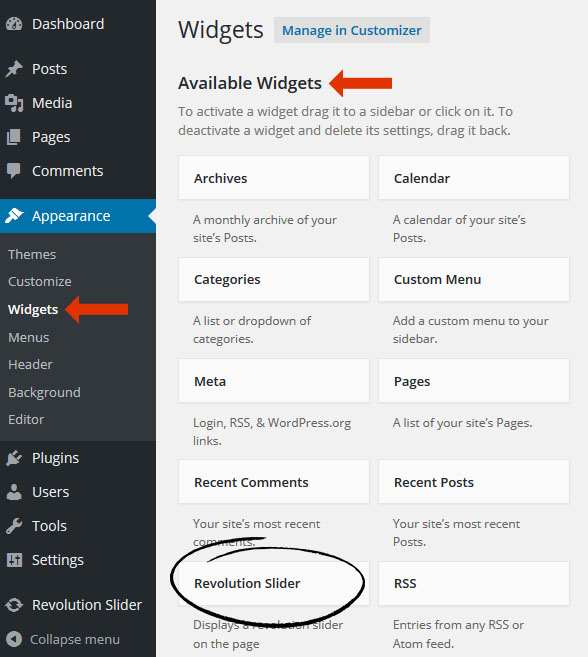 Dashboard
Posts
Media
Pages
Comments
Appearance
Themes
Customize
Widgets
Menus
Header
Background
Editor
Plugins
Users
Tools
Settings
Revolution Slider
Collapse menu
Widgets
Manage in Customizer
Available Widgets
To activate a widget drag it to a sidebar or click on it. To
deactivate a widget and delete its settings, drag it back.
Archives
A monthly archive of your
site's Posts.
Calendar
A calendar of your site's
Posts.
Categories
A list or dropdown of
categories.
Custom Menu
Add a custom menu to your
sidebar.
Meta
Login, RSS, & WordPress.org
links.
Pages
A list of your site's Pages.
Recent Comments
Your site's most recent
comments.
Recent Posts
Your site's most recent
Posts.
Revolution Slider
Displays a revolution slider
on the page
RSS
Entries from any RSS or
Atom feed.